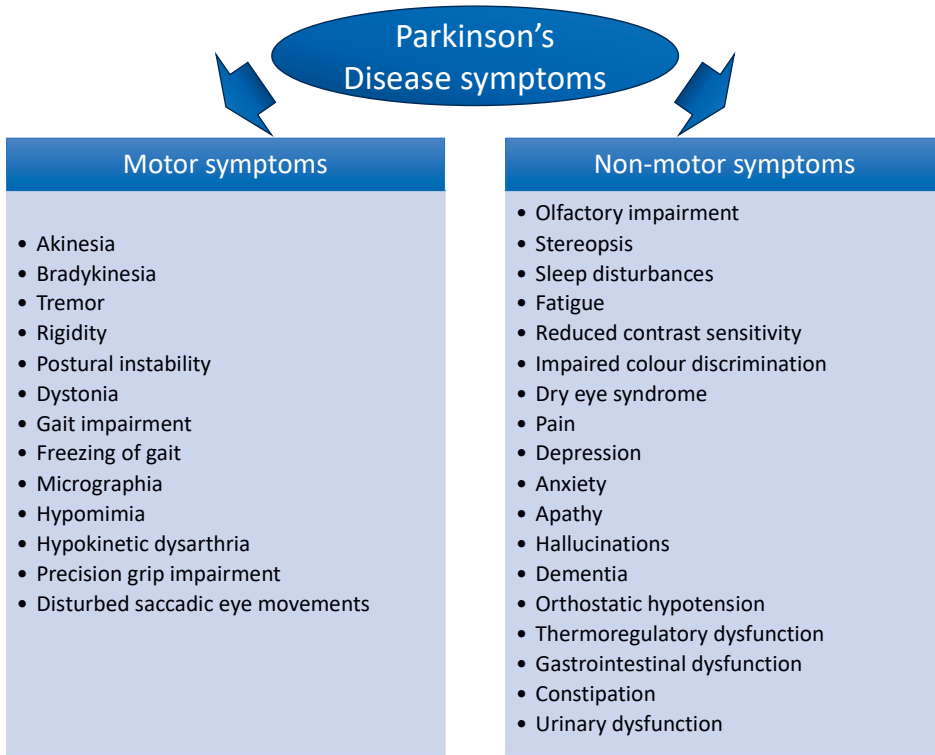 Parkinson's
Disease symptoms
Motor symptoms
• Akinesia
• Bradykinesia
• Tremor
• Rigidity
• Postural instability
• Dystonia
• Gait impairment
• Freezing of gait
• Micrographia
• Hypomimia
• Hypokinetic dysarthria
• Precision grip impairment
• Disturbed saccadic eye movements
Non-motor symptoms
• Olfactory impairment
• Stereopsis
• Sleep disturbances
• Fatigue
• Reduced contrast sensitivity
• Impaired colour discrimination
• Dry eye syndrome
• Pain
• Depression
• Anxiety
• Apathy
• Hallucinations
• Dementia
• Orthostatic hypotension
• Thermoregulatory dysfunction
• Gastrointestinal dysfunction
• Constipation
• Urinary dysfunction